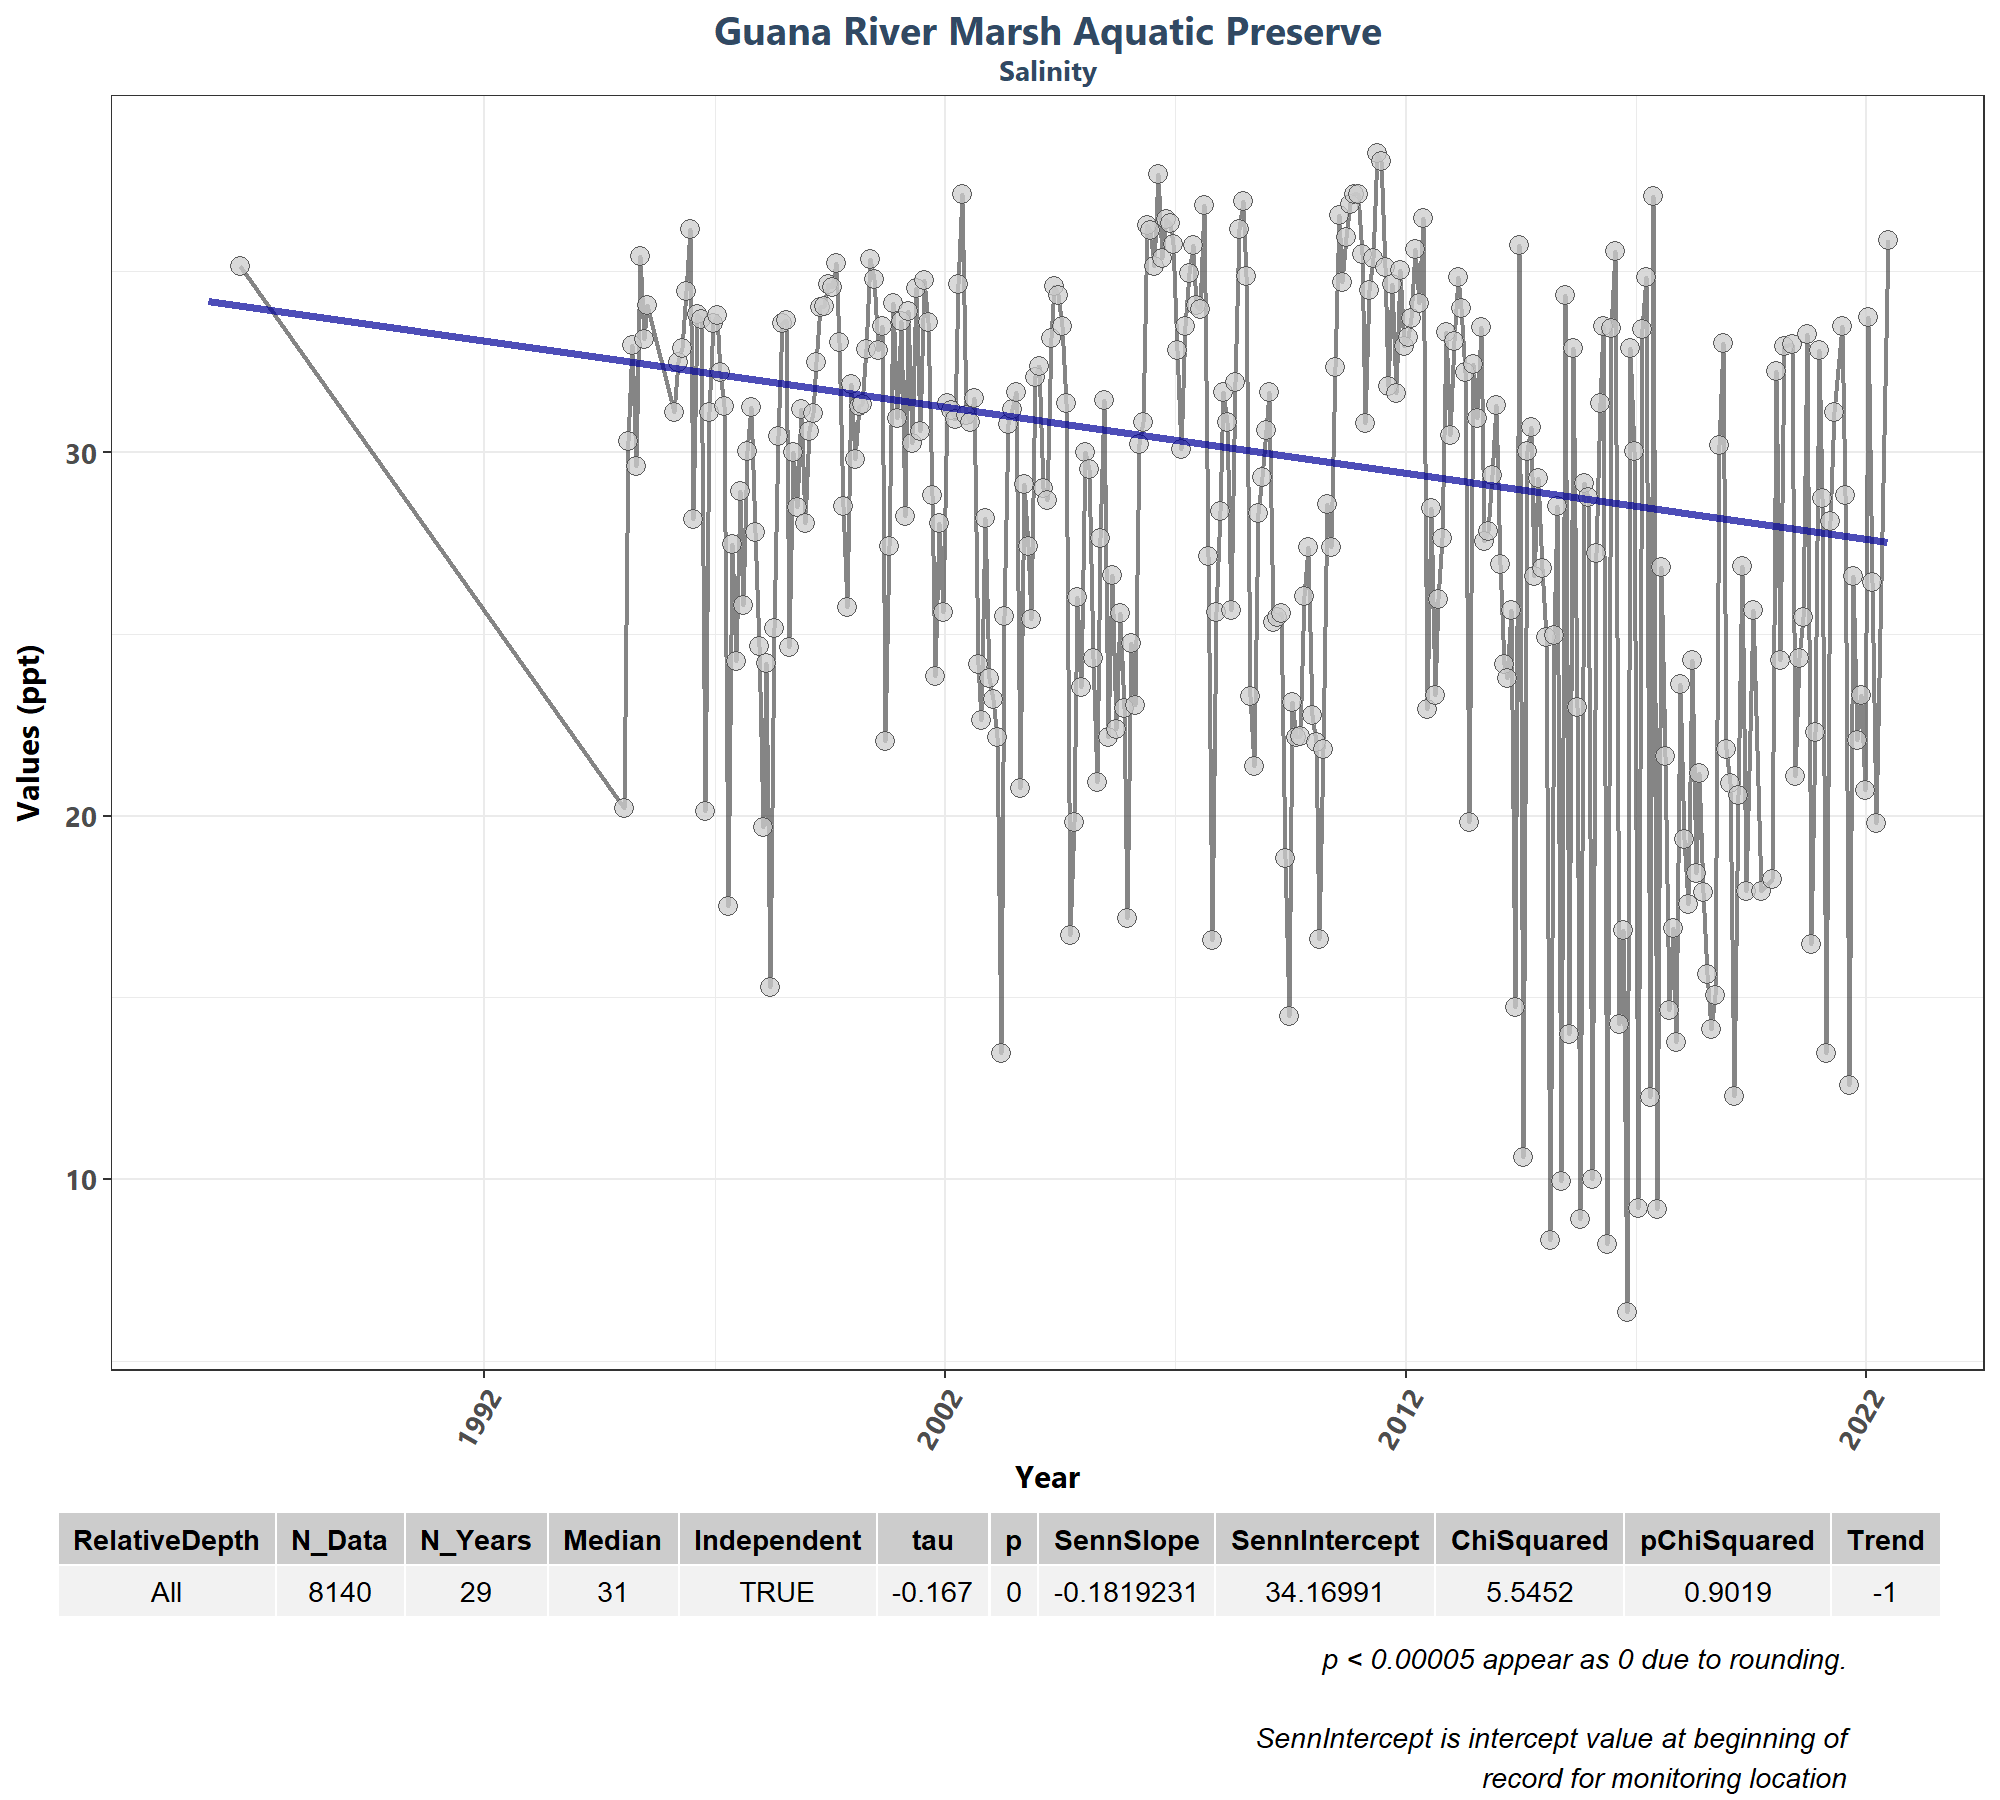 Guana River Marsh Aquatic Preserve
Salinity
Values (ppt)
30
20
10
1992
2002
2012
2022
Year
RelativeDepth N_Data N_Years Median Independent tau p SennSlope SennIntercept ChiSquared pChiSquared Trend
All 8140 29 31 TRUE -0.167 0 -0.1819231 34.16991 5.5452 0.9019 -1
p < 0.00005 appear as 0 due to rounding.
SennIntercept is intercept value at beginning of
record for monitoring location